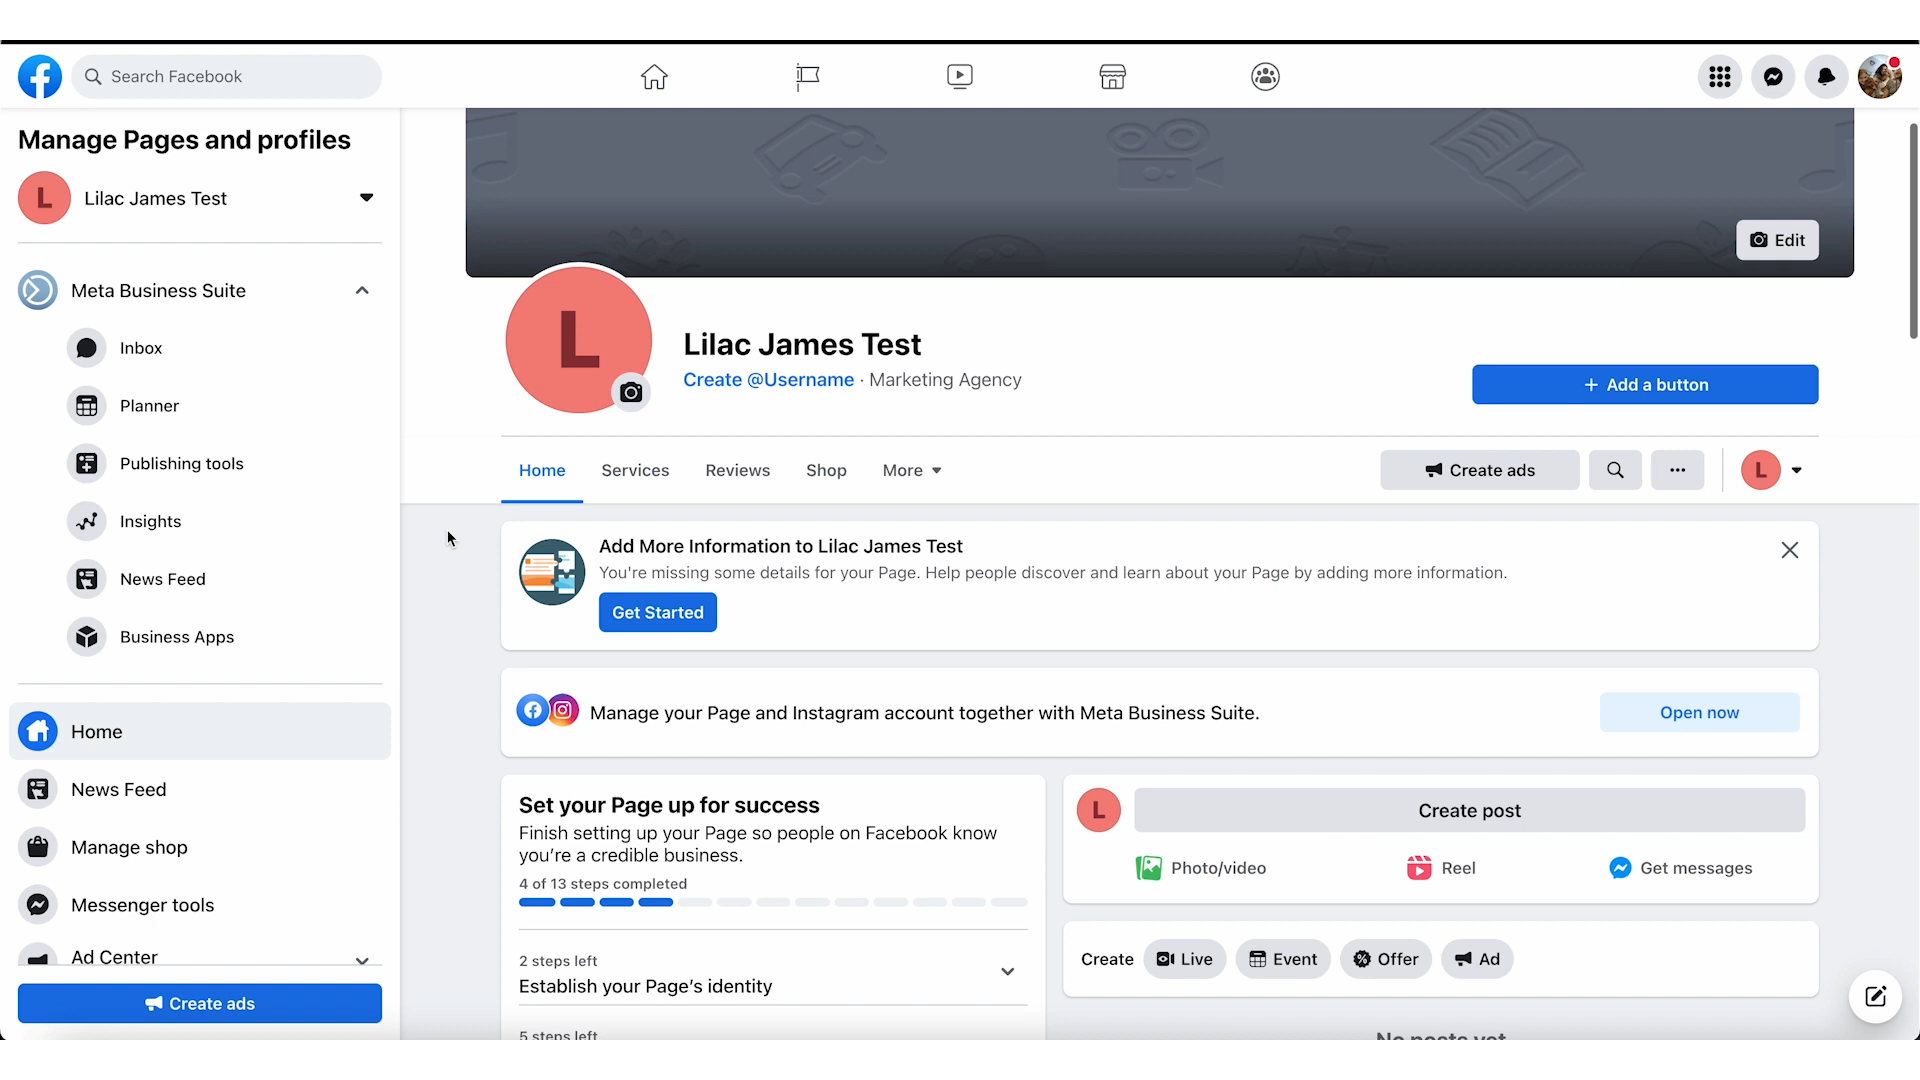 Search Facebook
Manage Pages and profiles
L
Lilac James Test
Meta Business Suite
Inbox
Planner
Publishing tools
Insights
News Feed
Business Apps
Home
News Feed
Manage shop
Messenger tools
Ad Center
Create ads
Edit
L
Lilac James Test
Create @Username · Marketing Agency
+ Add a button
Home
Services
Reviews
Shop
More
Create ads
L
Add More Information to Lilac James Test
You're missing some details for your Page. Help people discover and learn about your Page by adding more information.
Get Started
Manage your Page and Instagram account together with Meta Business Suite.
Open now
Set your Page up for success
Finish setting up your Page so people on Facebook know
you're a credible business.
4 of 13 steps completed
2 steps left
Establish your Page's identity
5 steps left
L
Create post
Photo/video
Reel
Get messages
Create
Live
Event
Offer
Ad
No posts yet